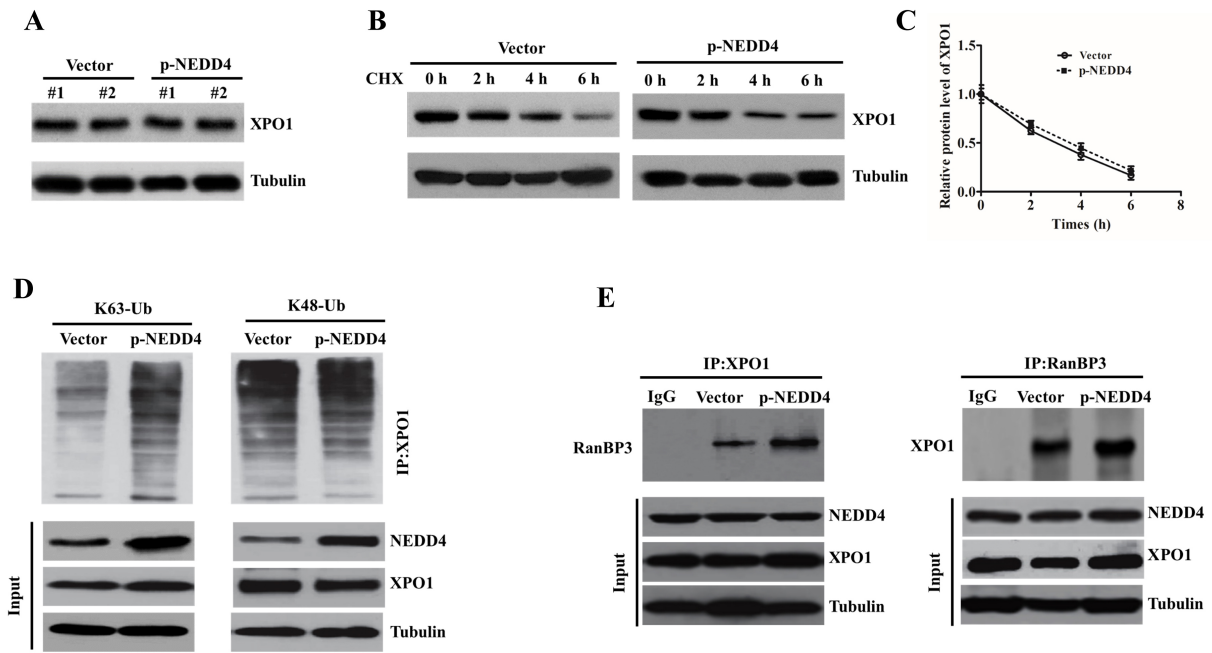 A
Vector p-NEDD4
#1 #2 #1 #2
XPO1
Tubulin
B
Vector p-NEDD4
CHX 0 h 2 h 4 h 6 h 0 h 2 h 4 h 6 h
XPO1
Tubulin
C
Relative protein level of XPO1
1.5
1.0
0.5
0.0
0 2 4 6 8
Times (h)
Vector
p-NEDD4
D
K63-Ub K48-Ub
Vector p-NEDD4 Vector p-NEDD4
IP:XPO1
Input
NEDD4
XPO1
Tubulin
E
IP:XPO1
IgG Vector p-NEDD4
RanBP3
Input
NEDD4
XPO1
Tubulin
IP:RanBP3
IgG Vector p-NEDD4
XPO1
Input
NEDD4
XPO1
Tubulin